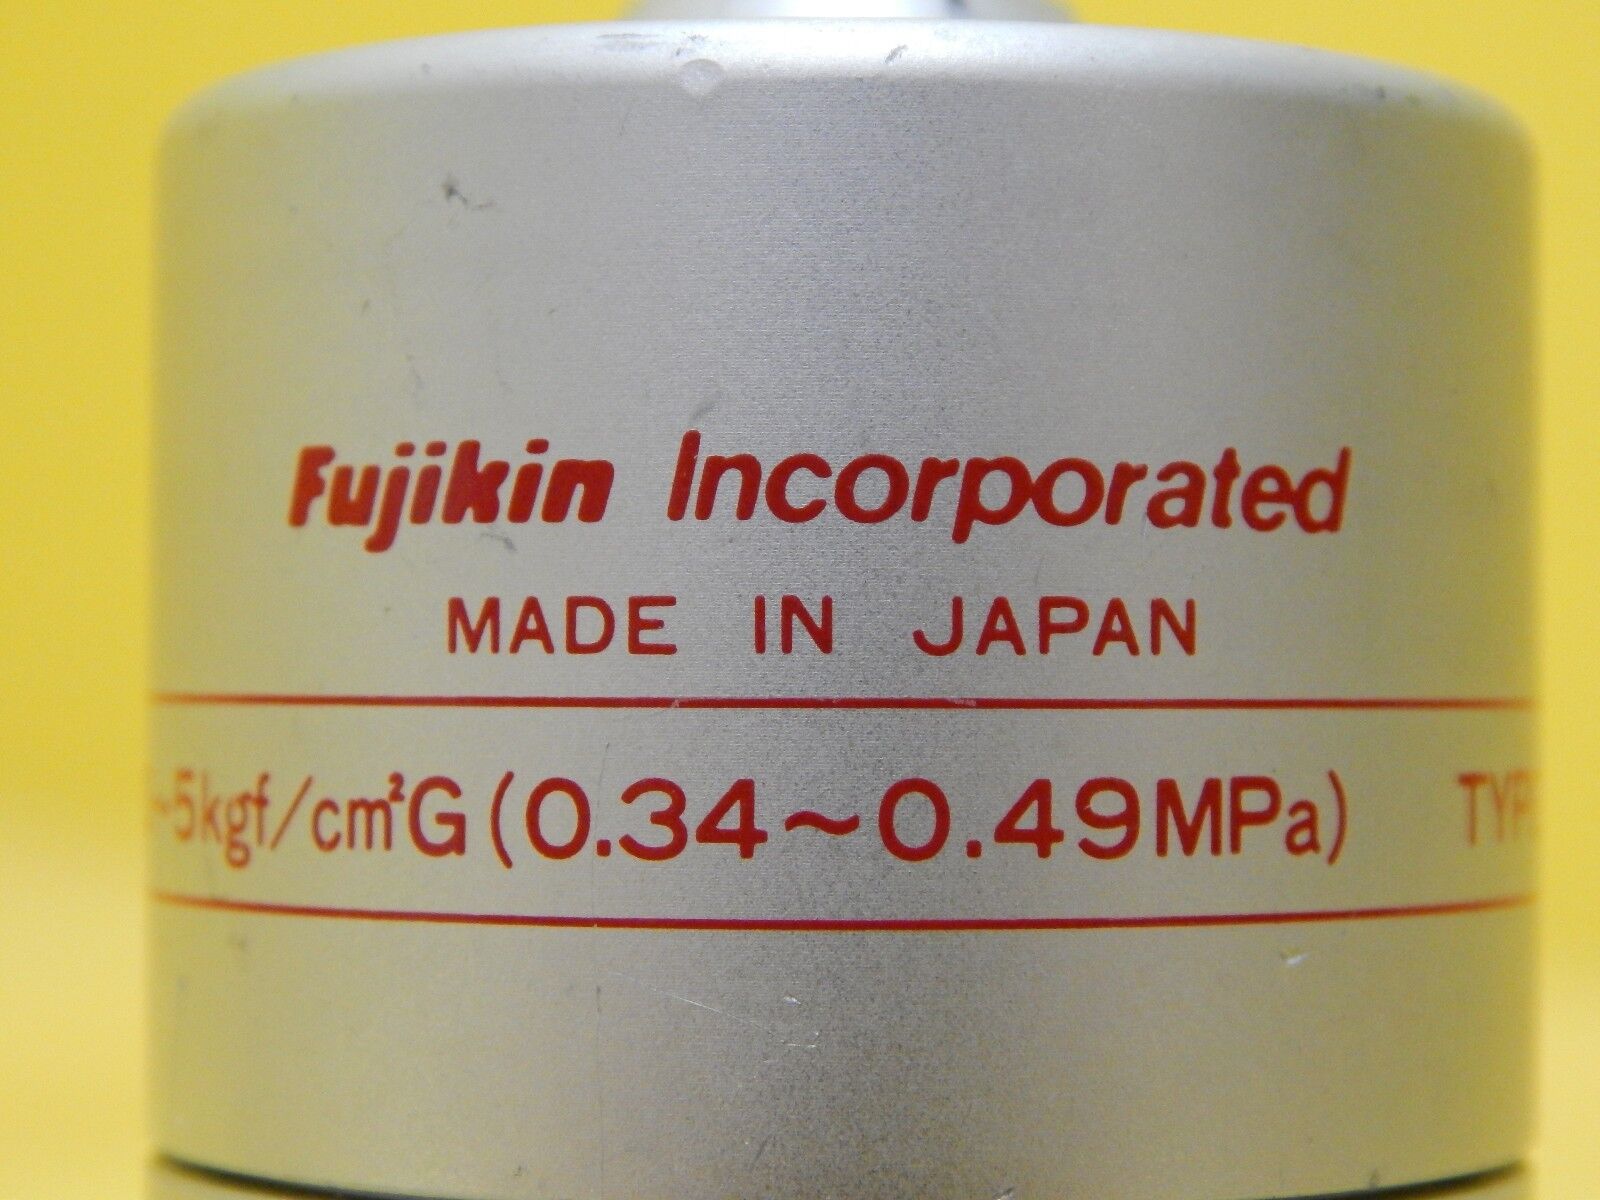 Fujikin Incorporated
MADE IN JAPAN
~5kgf/cm²G (0.34~0.49MPa)